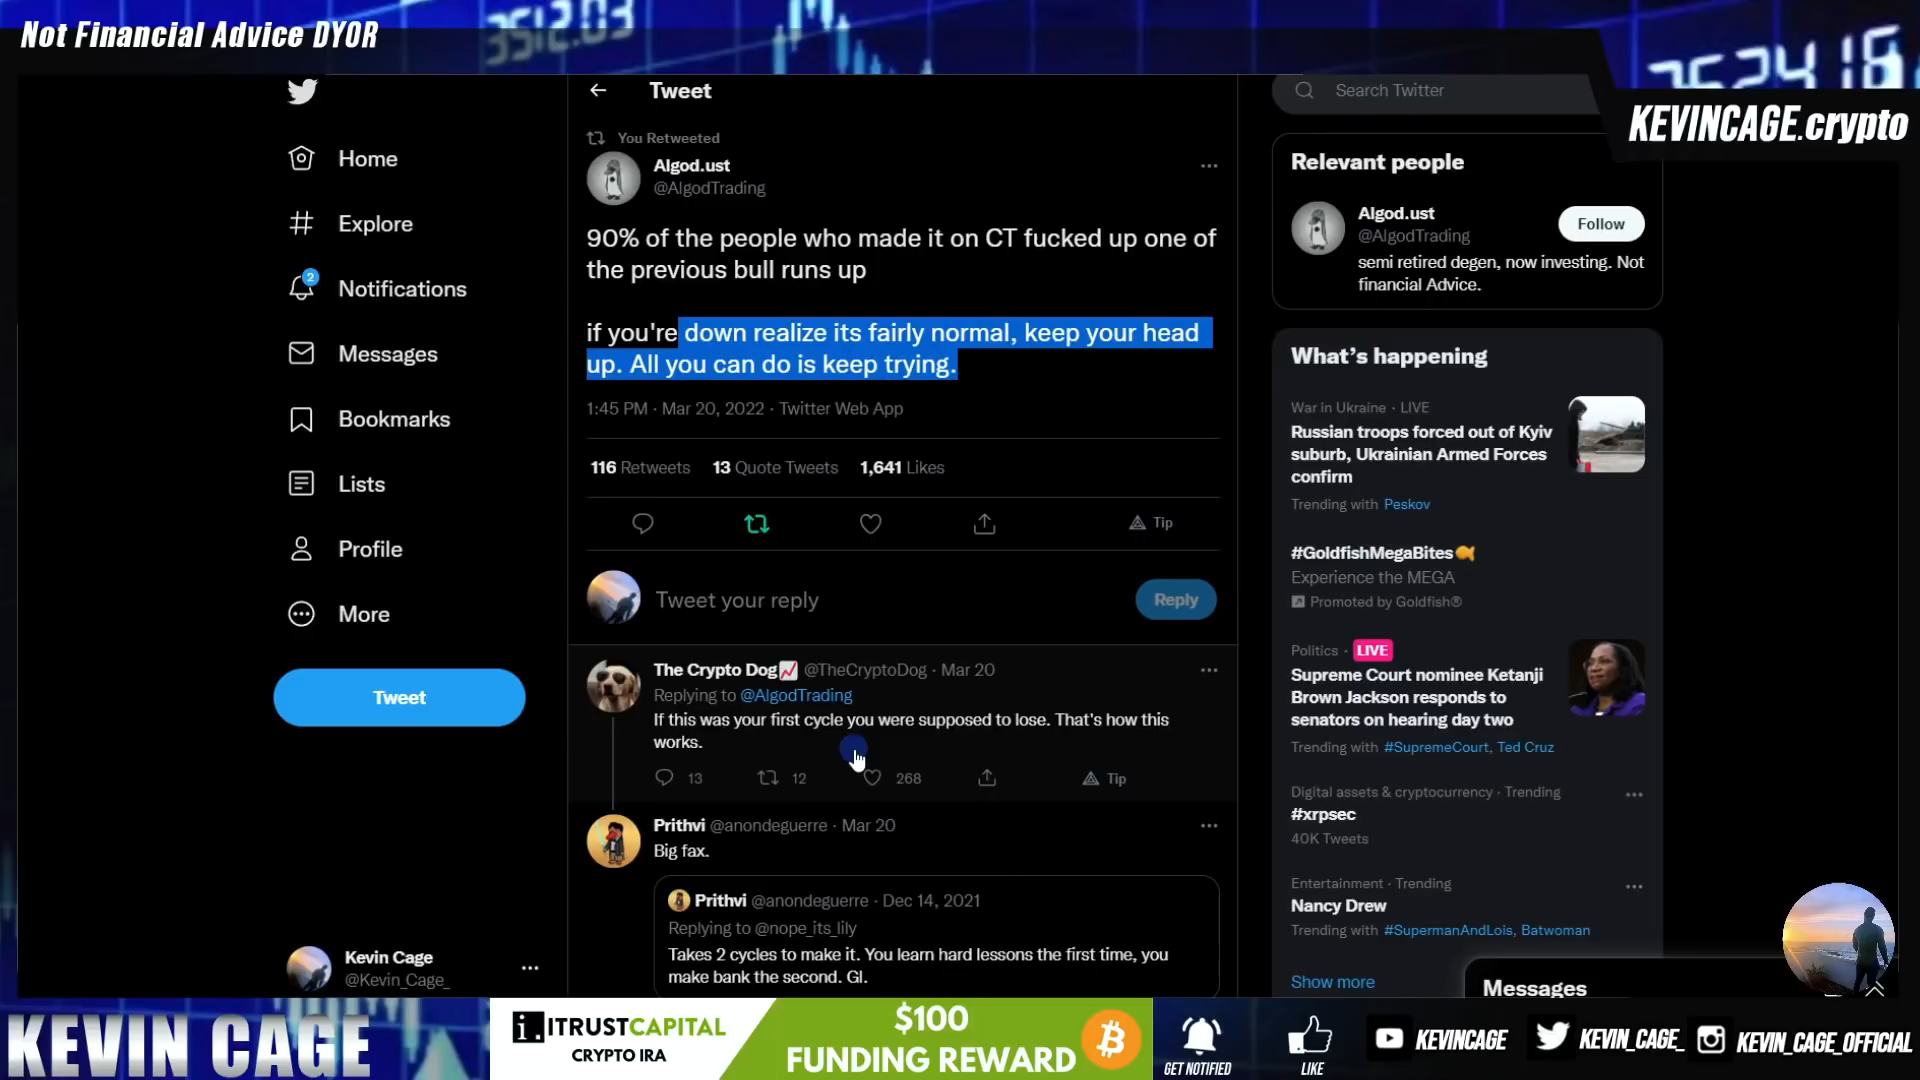 Not Financial Advice DYOR
3512.03
KEVINCAGE.crypto
Home
Explore
2
Notifications
Messages
Bookmarks
Lists
Profile
More
Tweet
Kevin Cage
@Kevin_Cage_
Tweet
You Retweeted
Algod.ust
@AlgodTrading
90% of the people who made it on CT fucked up one of
the previous bull runs up
if you're down realize its fairly normal, keep your head
up. All you can do is keep trying.
1:45 PM · Mar 20, 2022 · Twitter Web App
116 Retweets 13 Quote Tweets 1,641 Likes
Tip
Tweet your reply
Reply
The Crypto Dog @TheCryptoDog · Mar 20
Replying to @AlgodTrading
If this was your first cycle you were supposed to lose. That's how this
works.
13 12 268 Tip
Prithvi @anondeguerre · Mar 20
Big fax.
Prithvi @anondeguerre · Dec 14, 2021
Replying to @nope_its_lily
Takes 2 cycles to make it. You learn hard lessons the first time, you
make bank the second. Gl.
Search Twitter
Relevant people
Algod.ust
@AlgodTrading
Follow
semi retired degen, now investing. Not
financial Advice.
What's happening
War in Ukraine · LIVE
Russian troops forced out of Kyiv
suburb, Ukrainian Armed Forces
confirm
Trending with Peskov
#GoldfishMegaBites
Experience the MEGA
Promoted by Goldfish®
Politics · LIVE
Supreme Court nominee Ketanji
Brown Jackson responds to
senators on hearing day two
Trending with #SupremeCourt, Ted Cruz
Digital assets & cryptocurrency · Trending
#xrpsec
40K Tweets
Entertainment · Trending
Nancy Drew
Trending with #SupermanAndLois, Batwoman
Show more
Messages
KEVIN CAGE
ITRUSTCAPITAL
CRYPTO IRA
$100
FUNDING REWARD
GET NOTIFIED
LIKE
KEVINCAGE
KEVIN_CAGE_
KEVIN_CAGE_OFFICIAL